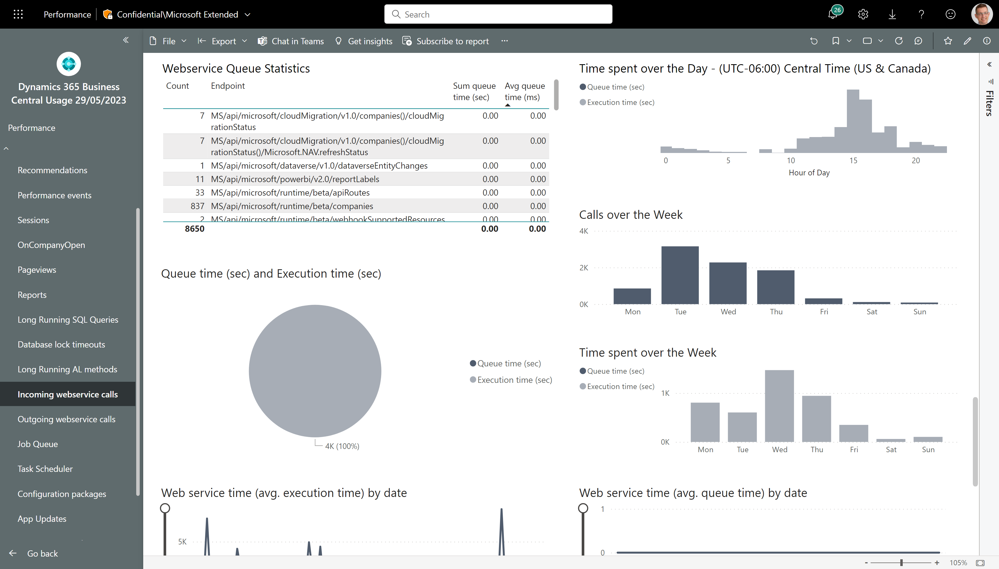 Performance
Confidential\Microsoft Extended
Search
26
File
Export
Chat in Teams
Get insights
Subscribe to report
Dynamics 365 Business
Central Usage 29/05/2023
Performance
Recommendations
Performance events
Sessions
OnCompanyOpen
Pageviews
Reports
Long Running SQL Queries
Database lock timeouts
Long Running AL methods
Incoming webservice calls
Outgoing webservice calls
Job Queue
Task Scheduler
Configuration packages
App Updates
Go back
Webservice Queue Statistics
Count Endpoint Sum queue Avg queue
time (sec) time (ms)
7 MS/api/microsoft/cloudMigration/v1.0/companies()/cloudMig 0.00 0.00
rationStatus
7 MS/api/microsoft/cloudMigration/v1.0/companies()/cloudMig 0.00 0.00
rationStatus()/Microsoft.NAV.refreshStatus
1 MS/api/microsoft/dataverse/v1.0/dataverseEntityChanges 0.00 0.00
11 MS/api/microsoft/powerbi/v2.0/reportLabels 0.00 0.00
33 MS/api/microsoft/runtime/beta/apiRoutes 0.00 0.00
837 MS/api/microsoft/runtime/beta/companies 0.00 0.00
2 MS/api/microsoft/runtime/beta/webhookSupportedResources 0.00 0.00
8650 0.00 0.00
Queue time (sec) and Execution time (sec)
Queue time (sec)
Execution time (sec)
4K (100%)
Web service time (avg. execution time) by date
5K
Time spent over the Day - (UTC-06:00) Central Time (US & Canada)
Queue time (sec)
Execution time (sec)
0 5 10 15 20
Hour of Day
Calls over the Week
4K
2K
0K
Mon Tue Wed Thu Fri Sat Sun
Time spent over the Week
Queue time (sec)
Execution time (sec)
1K
0K
Mon Tue Wed Thu Fri Sat Sun
Web service time (avg. queue time) by date
1
0
Filters
- + 105%